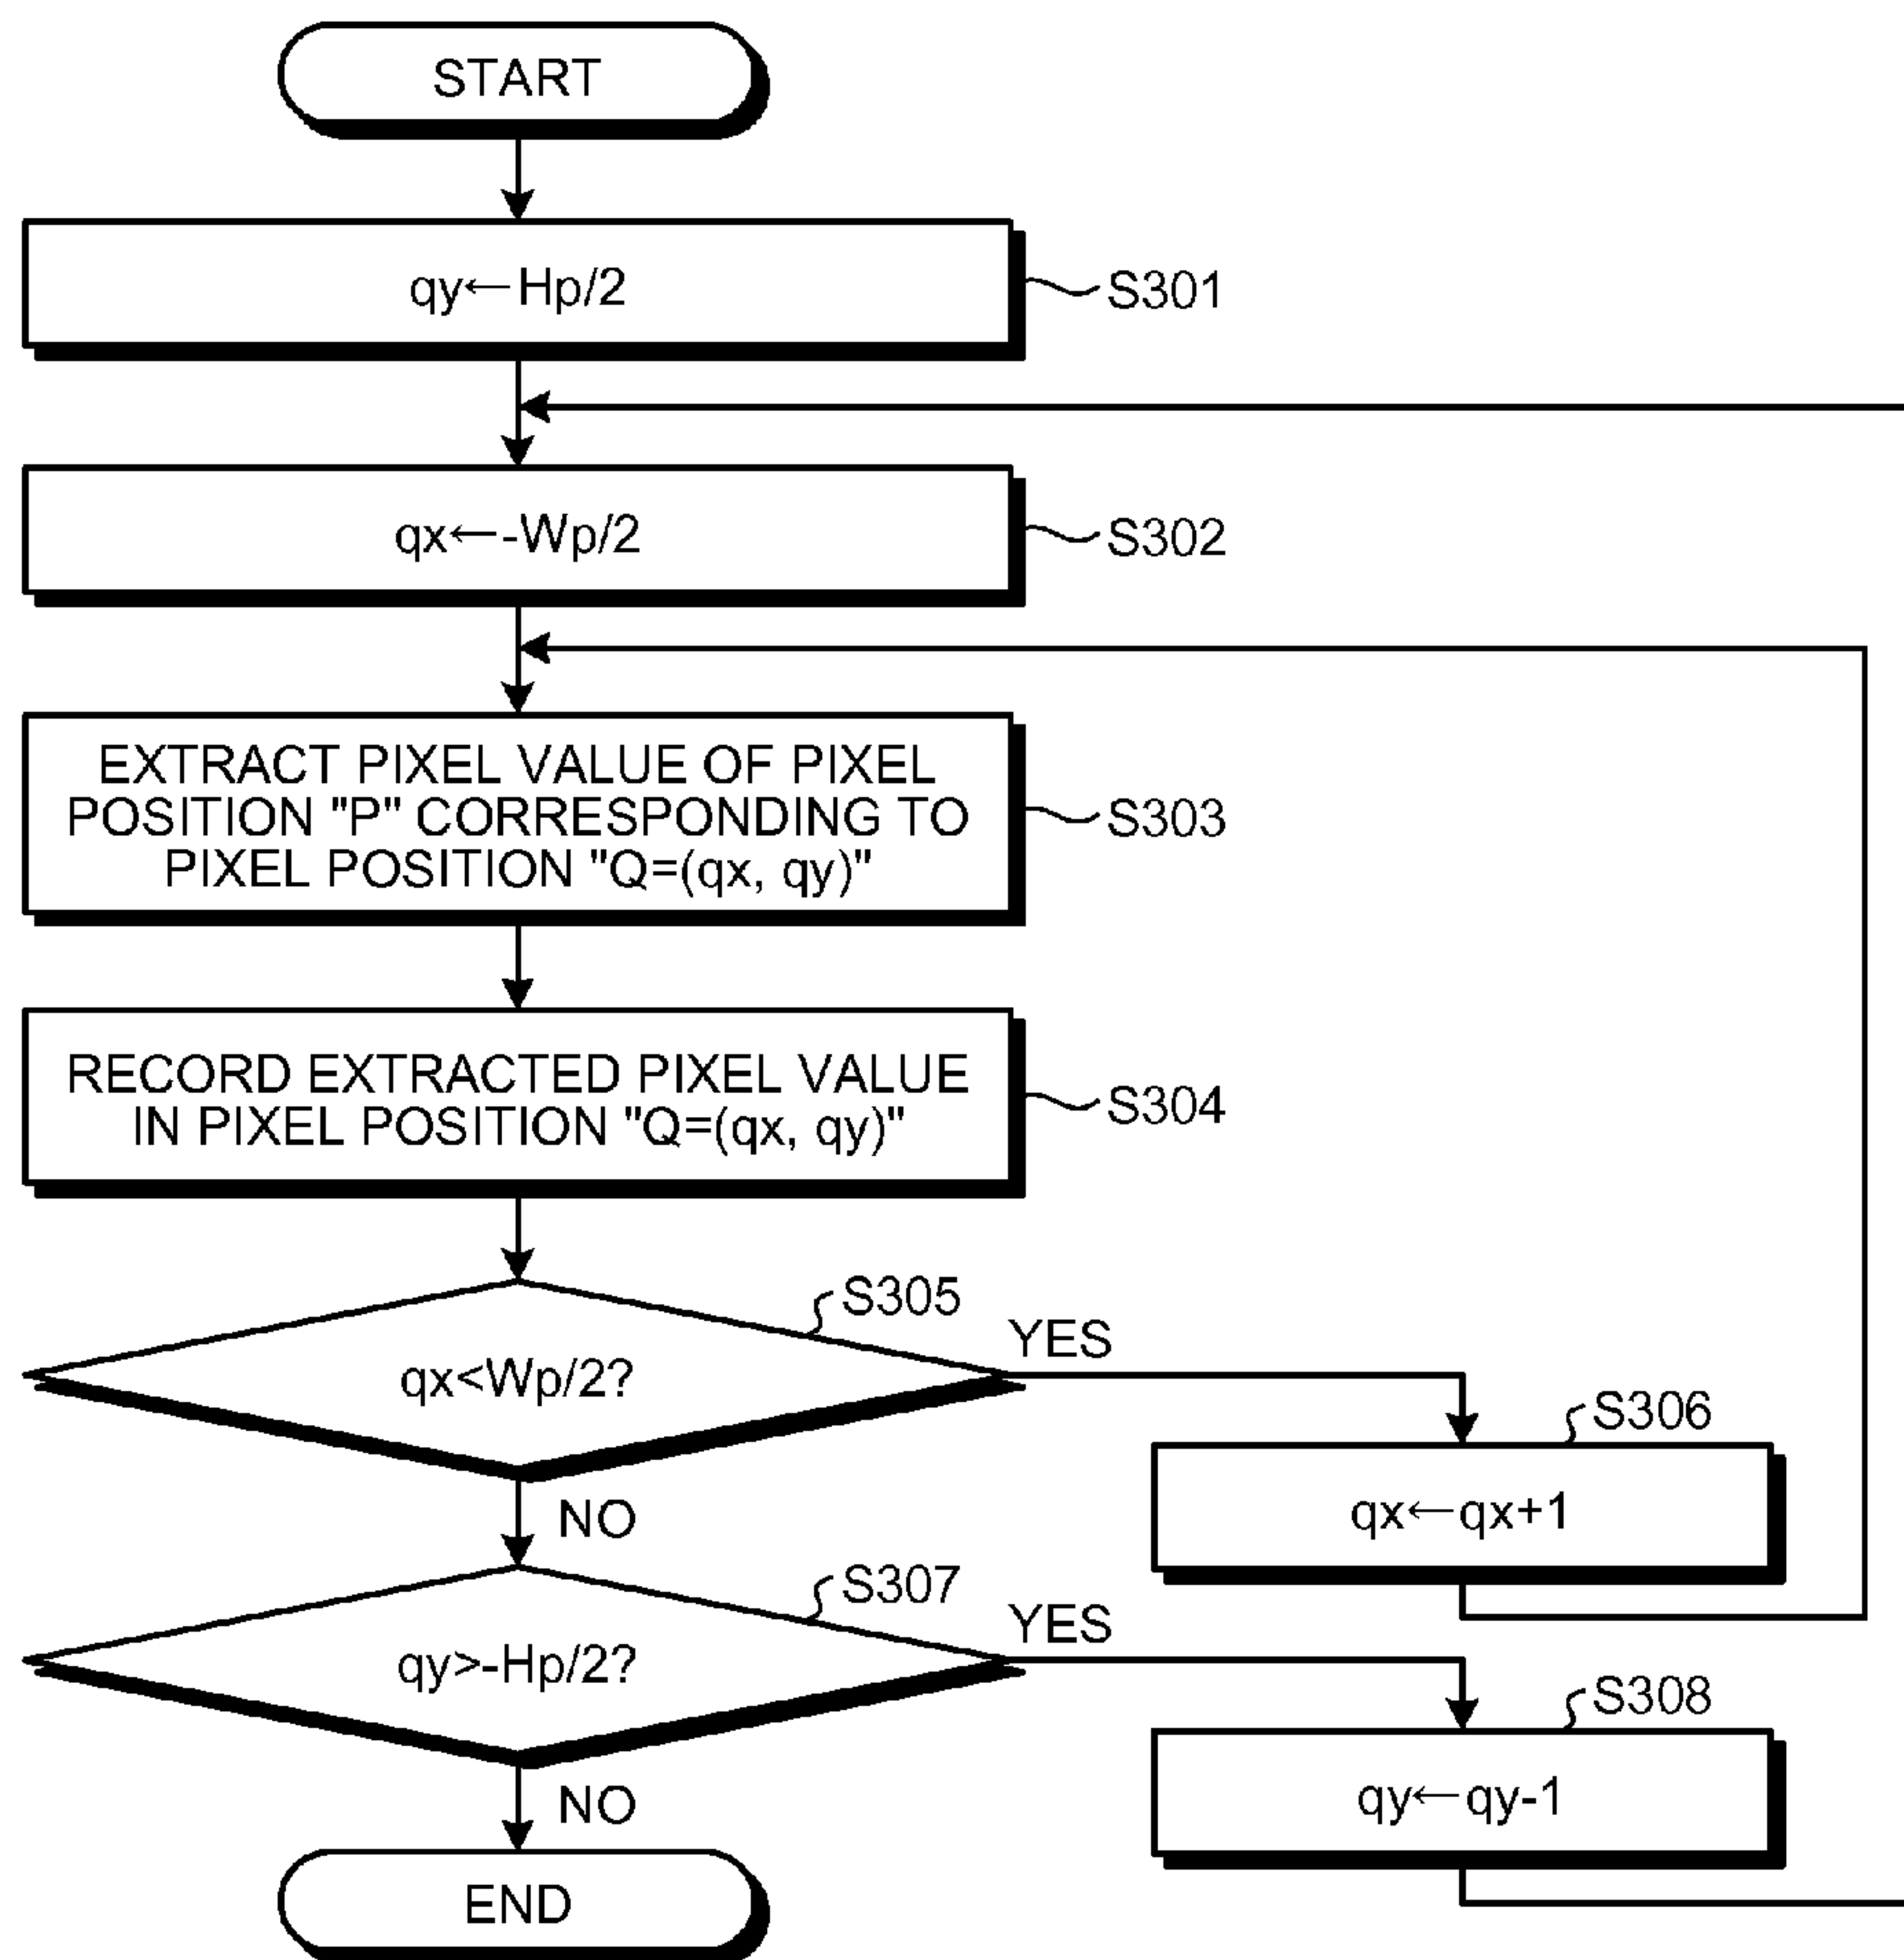 START
qy←Hp/2
S301
qx←-Wp/2
S302
EXTRACT PIXEL VALUE OF PIXEL
POSITION "P" CORRESPONDING TO
PIXEL POSITION "Q=(qx, qy)"
S303
RECORD EXTRACTED PIXEL VALUE
IN PIXEL POSITION "Q=(qx, qy)"
S304
S305
qx<Wp/2?
YES
S306
qx←qx+1
NO
S307
qy>-Hp/2?
YES
S308
qy←qy-1
NO
END